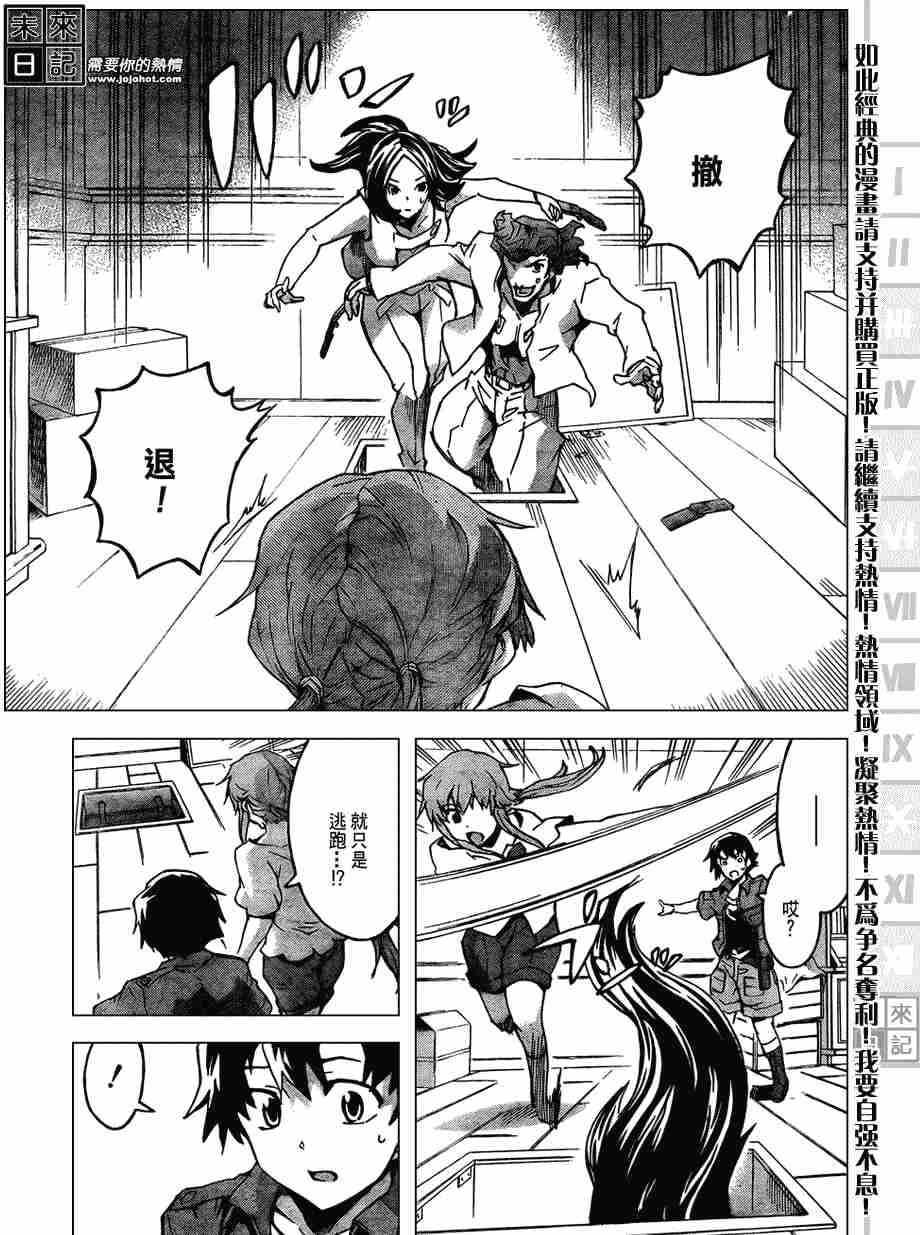 未來
日記
需要你的熱情
www.jojohot.com
撤
退！
——
哎？
就只是
逃跑…!?
！
如此經典的漫畫請支持并購買正版！請繼續支持熱情！熱情領域！凝聚熱情！不爲争名奪利！我要自强不息！
I
II
III
IV
V
VI
VII
VIII
IX
X
XI
來
記